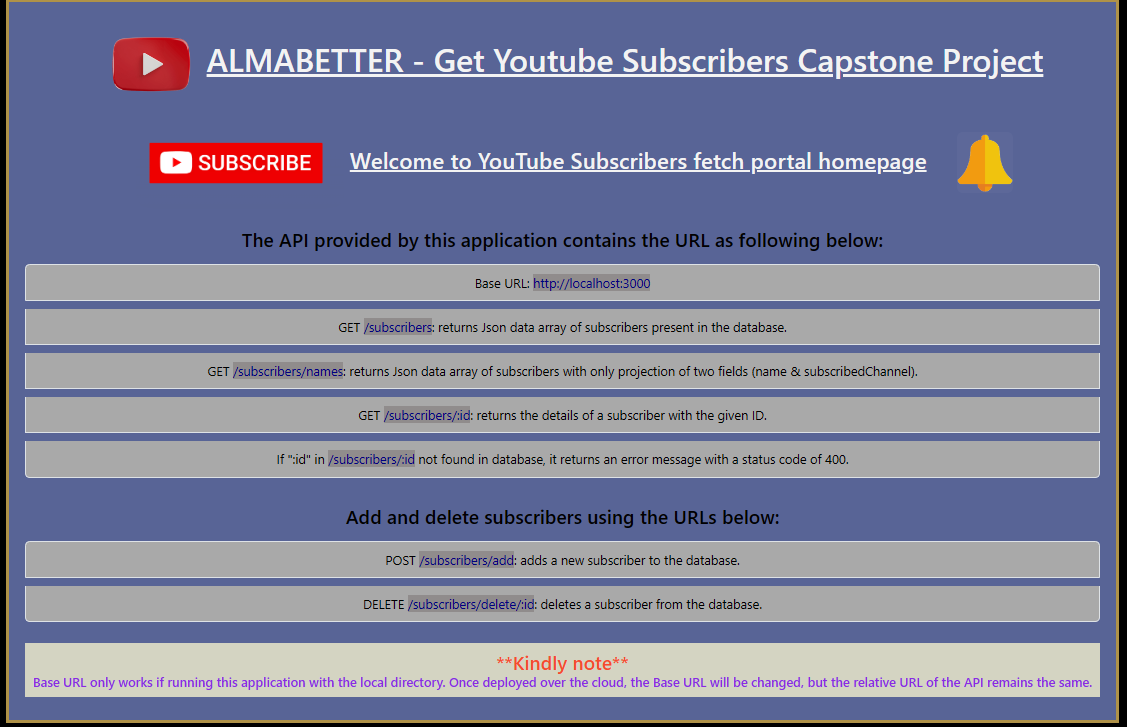 ALMABETTER - Get Youtube Subscribers Capstone Project
SUBSCRIBE
Welcome to YouTube Subscribers fetch portal homepage
The API provided by this application contains the URL as following below:
Base URL: http://localhost:3000
GET /subscribers: returns Json data array of subscribers present in the database.
GET /subscribers/names: returns Json data array of subscribers with only projection of two fields (name & subscribedChannel).
GET /subscribers/:id: returns the details of a subscriber with the given ID.
If ":id" in /subscribers/:id not found in database, it returns an error message with a status code of 400.
Add and delete subscribers using the URLs below:
POST /subscribers/add: adds a new subscriber to the database.
DELETE /subscribers/delete/:id: deletes a subscriber from the database.
**Kindly note**
Base URL only works if running this application with the local directory. Once deployed over the cloud, the Base URL will be changed, but the relative URL of the API remains the same.